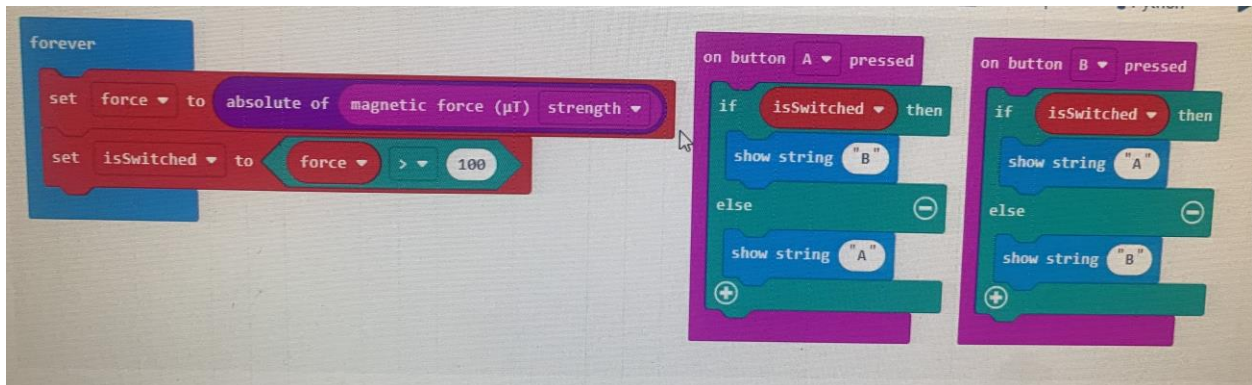 forever
set force to absolute of magnetic force (µT) strength
set isSwitched to force > 100
on button A pressed
if isSwitched then
show string "B"
else
show string "A"
on button B pressed
if isSwitched then
show string "A"
else
show string "B"